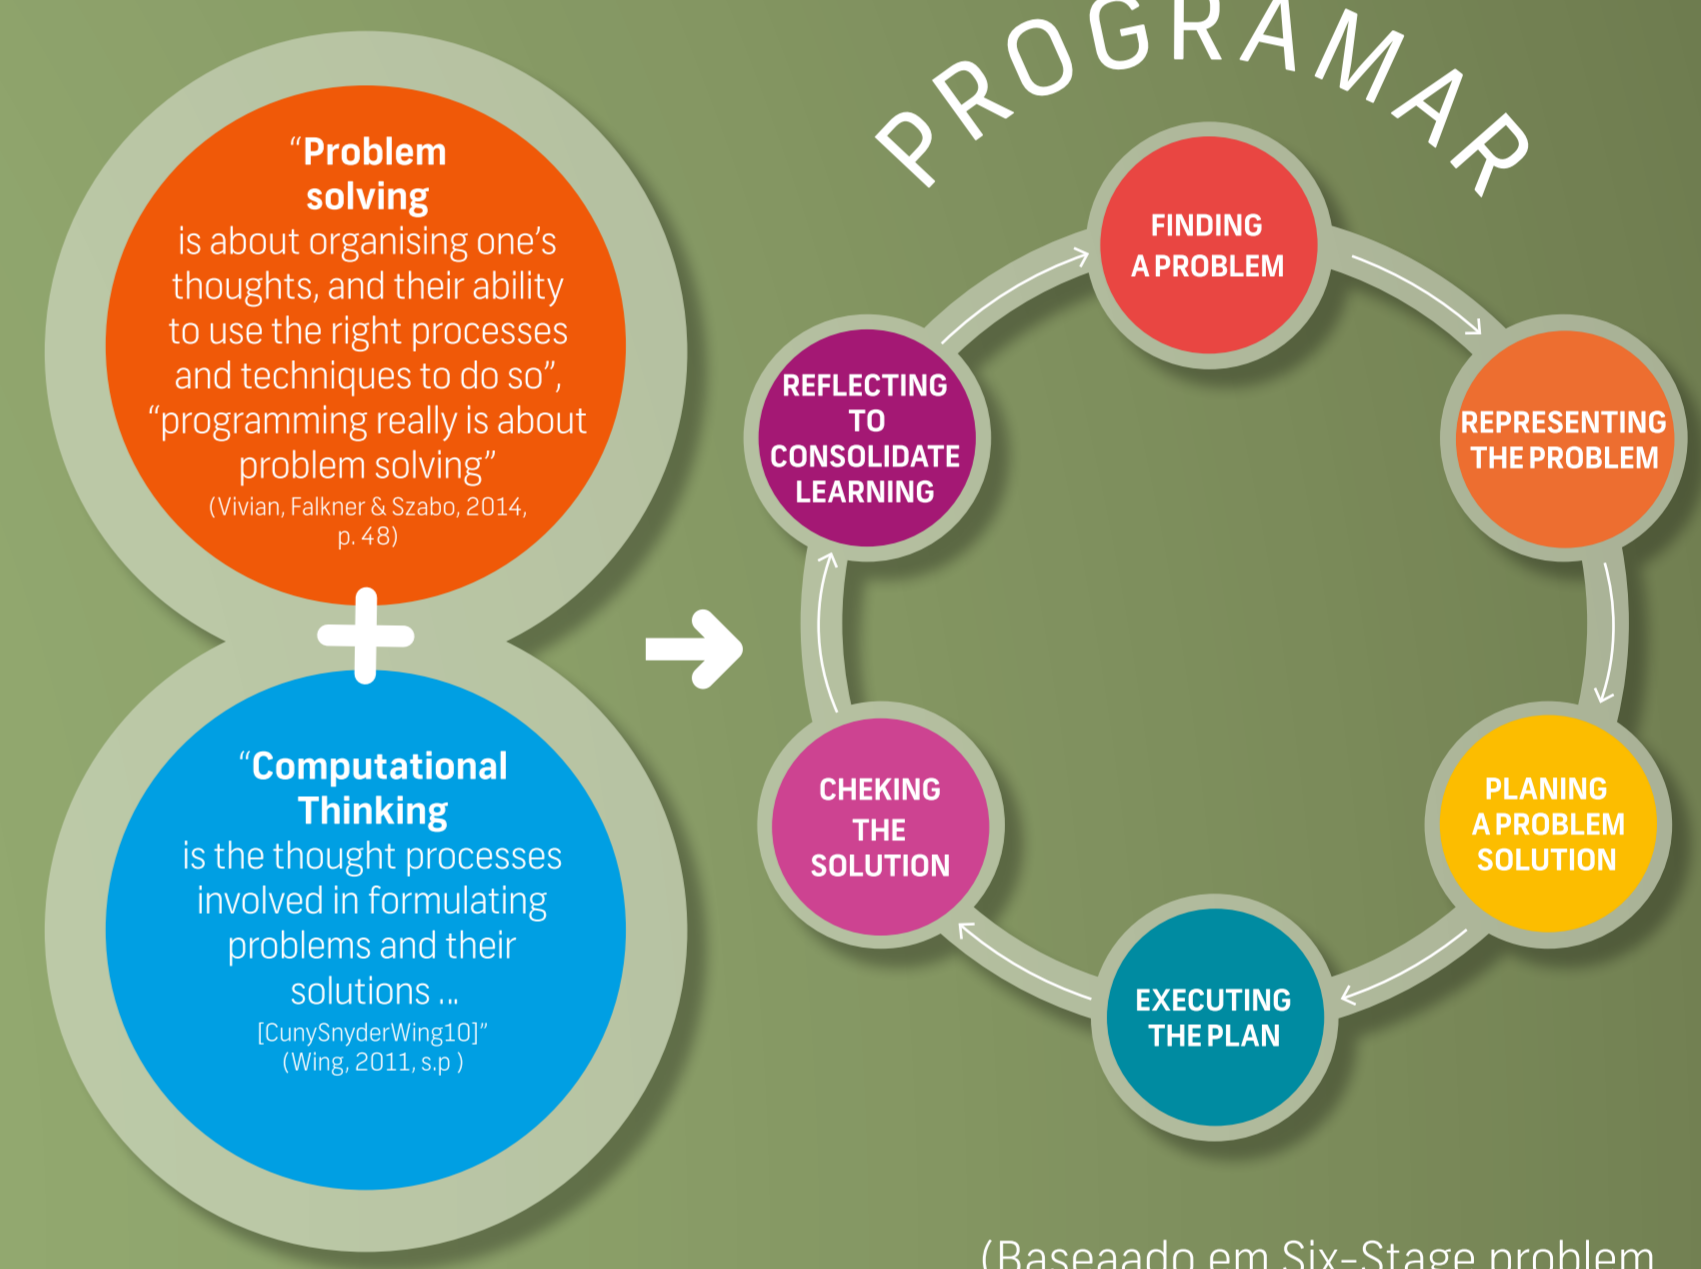 “Problem
solving
is about organising one’s
thoughts, and their ability
to use the right processes
and techniques to do so”,
“programming really is about
problem solving”
(Vivian, Falkner & Szabo, 2014,
p. 48)
“Computational
Thinking
is the thought processes
involved in formulating
problems and their
solutions ...
[CunySnyderWing10]”
(Wing, 2011, s.p )
PROGRAMAR
FINDING
A PROBLEM
REPRESENTING
THE PROBLEM
PLANING
A PROBLEM
SOLUTION
EXECUTING
THE PLAN
CHEKING
THE
SOLUTION
REFLECTING
TO
CONSOLIDATE
LEARNING
(Baseaado em Six-Stage problem